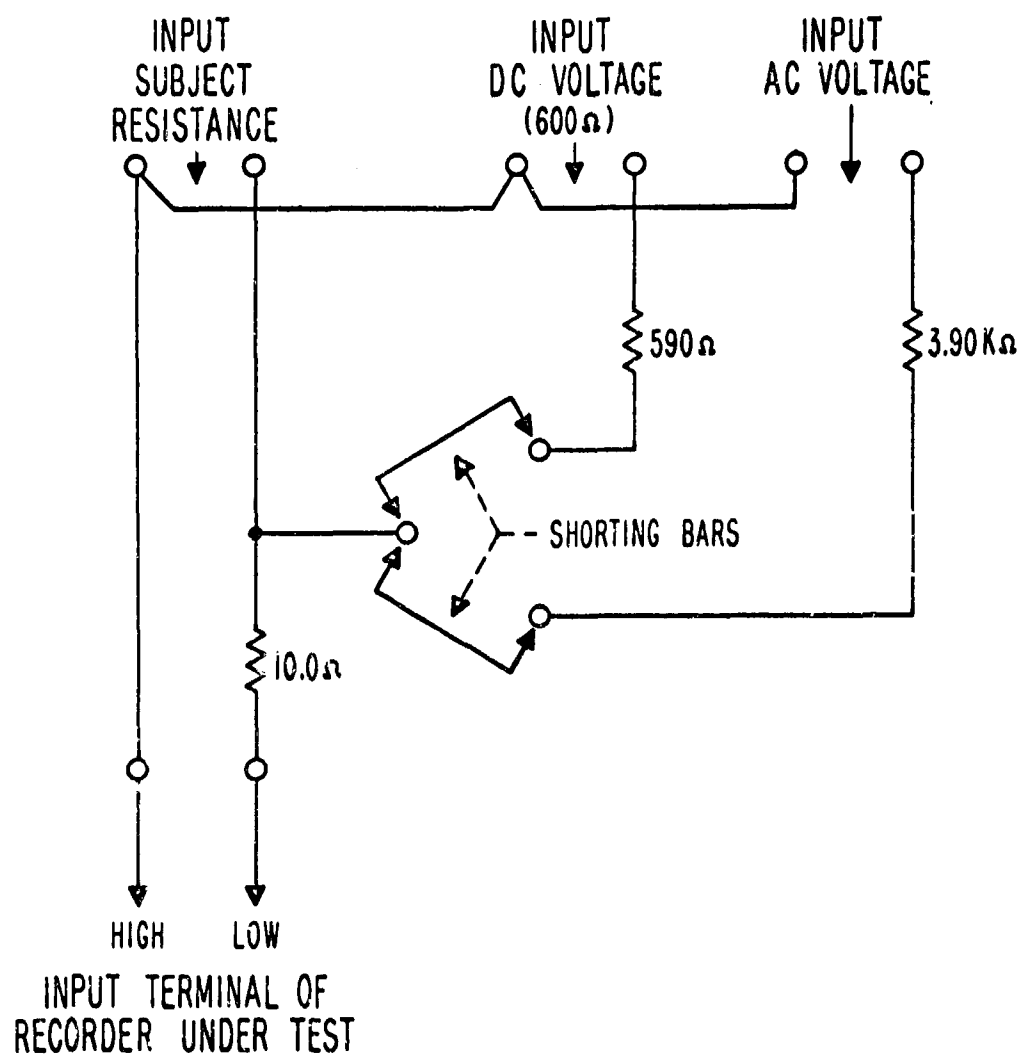 INPUT
SUBJECT
RESISTANCE
INPUT
DC VOLTAGE
(600Ω)
INPUT
AC VOLTAGE
590Ω
3.90KΩ
SHORTING BARS
10.0Ω
HIGH
LOW
INPUT TERMINAL OF
RECORDER UNDER TEST